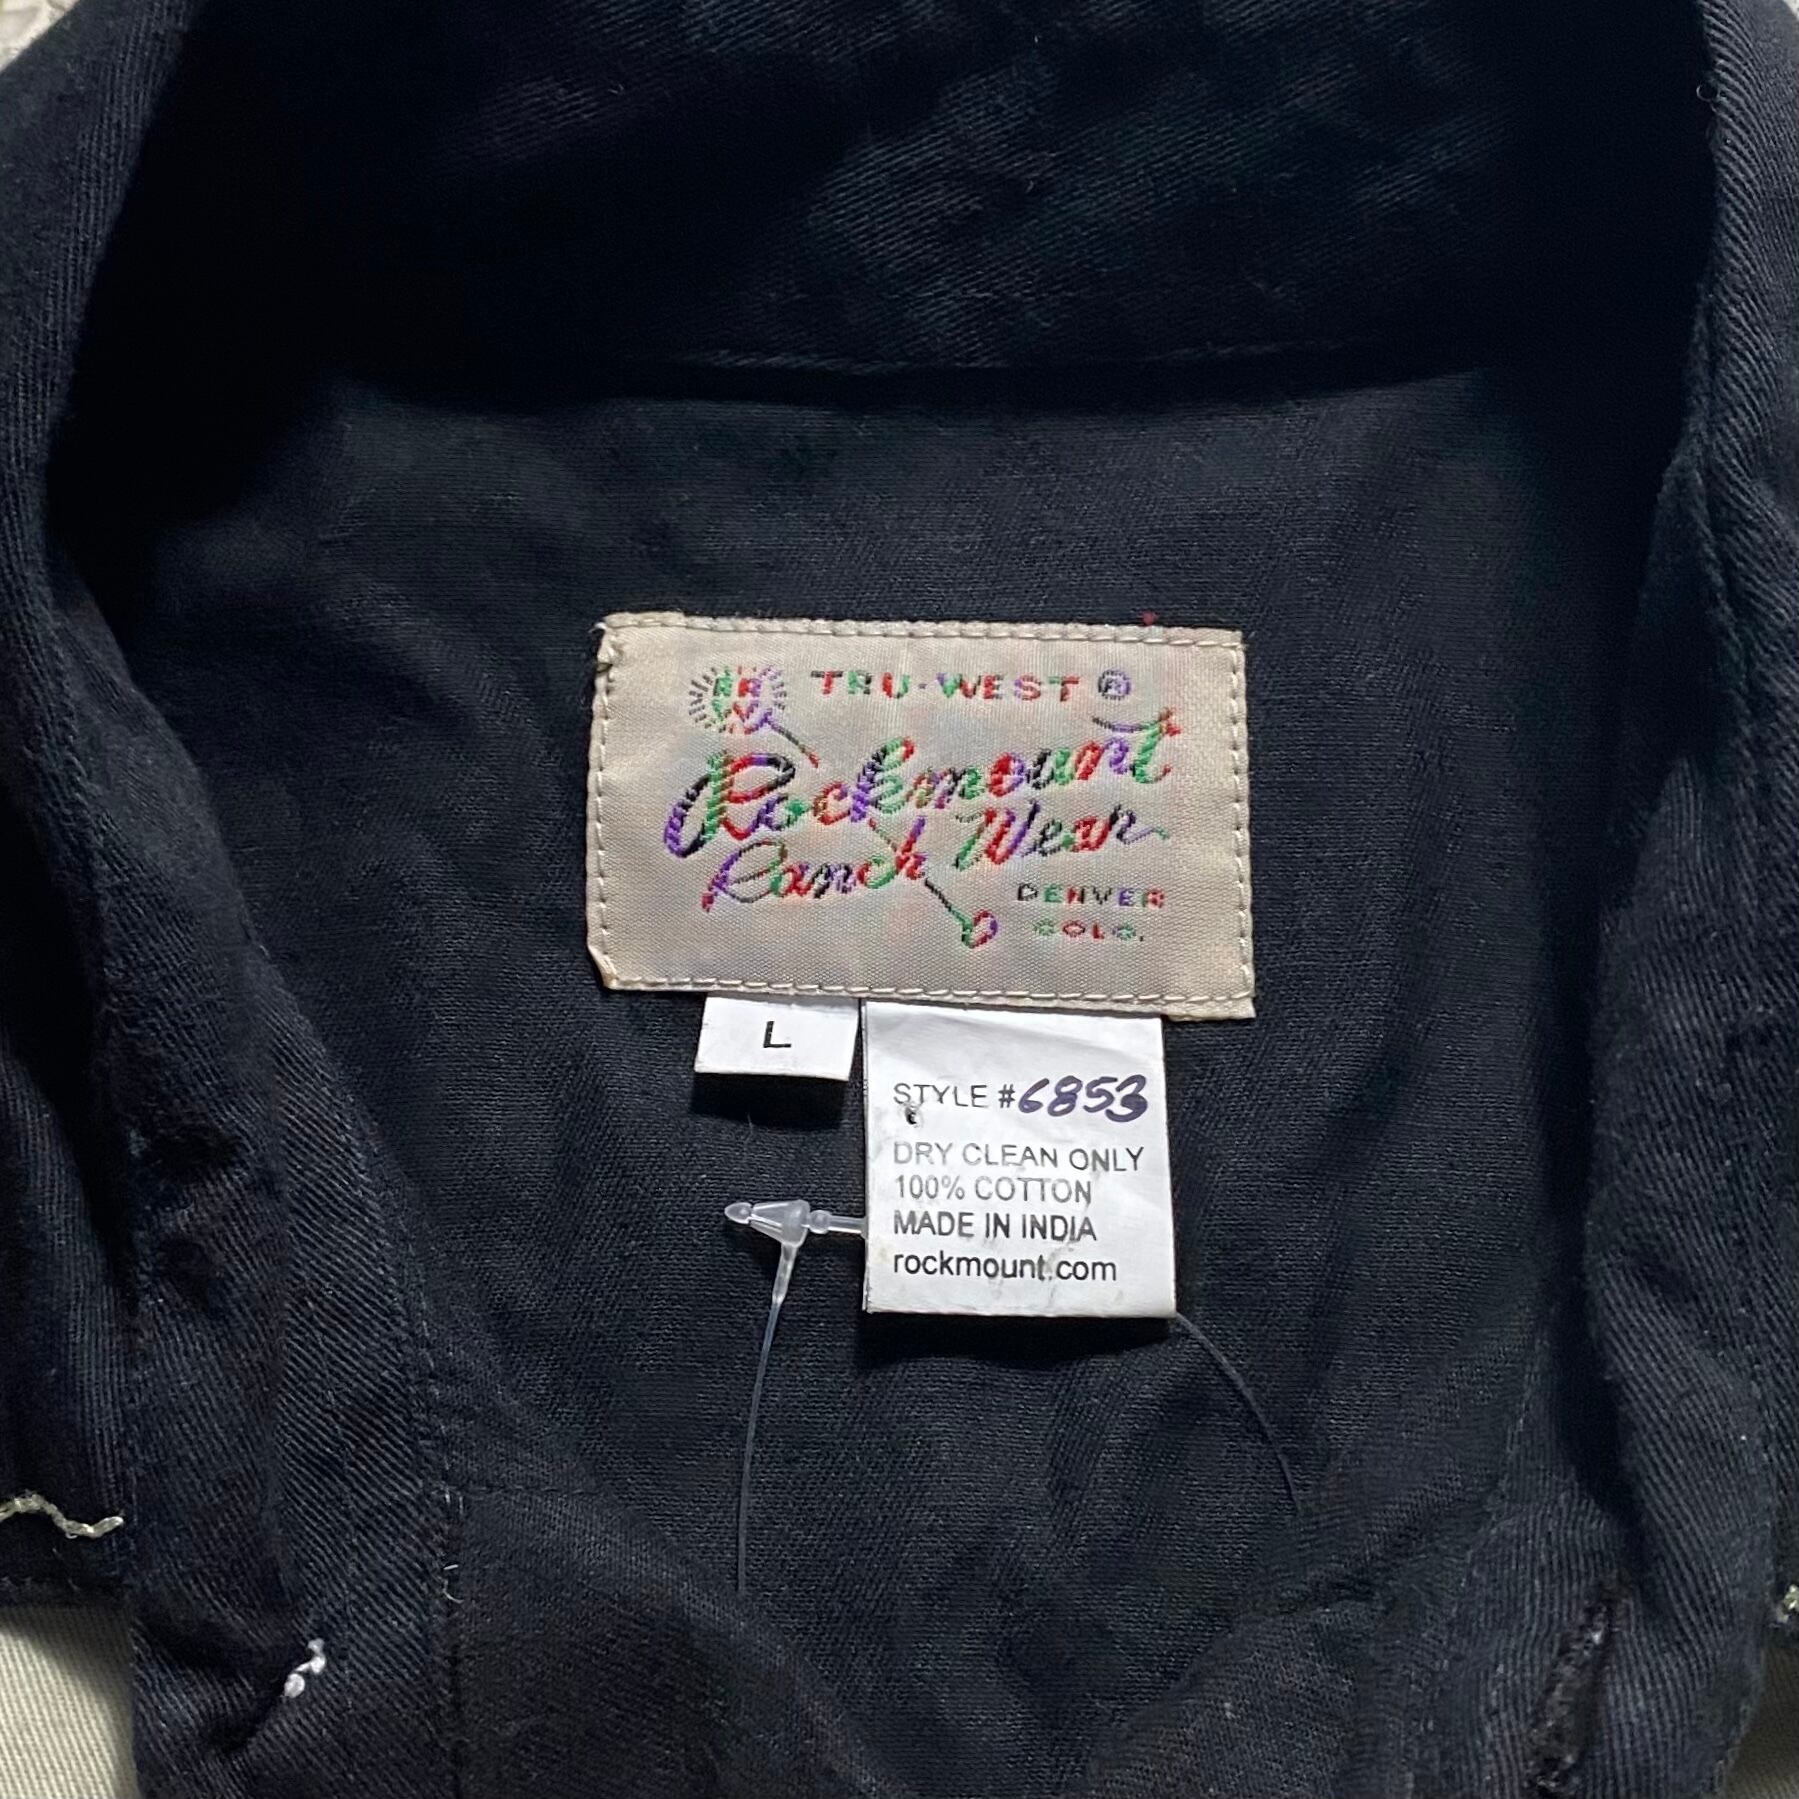 RR
W
TRU-WEST ®
Rockmount
Ranch Wear
DENVER
COLO.
L
STYLE #6853
DRY CLEAN ONLY
100% COTTON
MADE IN INDIA
rockmount.com